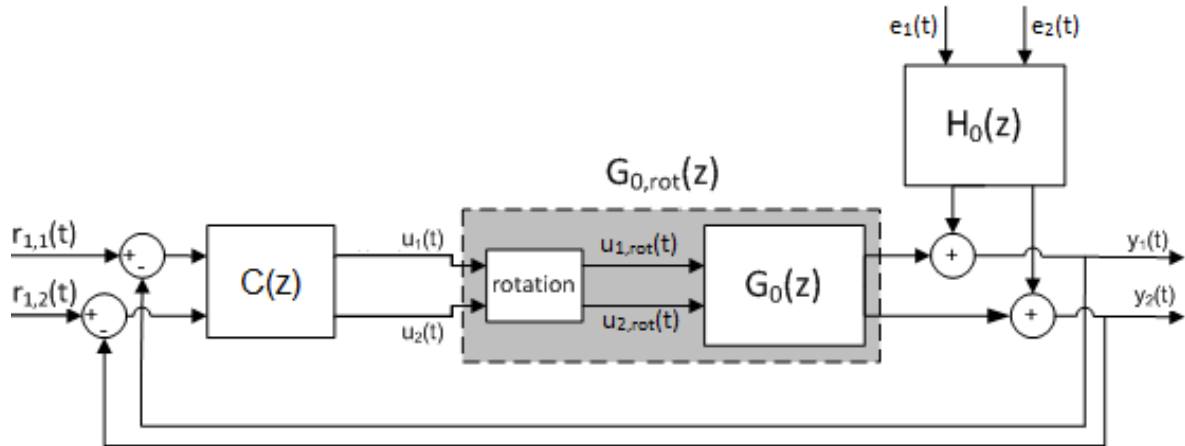 e₁(t) e₂(t)
H₀(z)
G₀,rot(z)
r₁,₁(t) + -
C(z)
u₁(t)
rotation
u₁,rot(t)
G₀(z)
+
y₁(t)
r₁,₂(t) + -
u₂(t)
u₂,rot(t)
+
y₂(t)